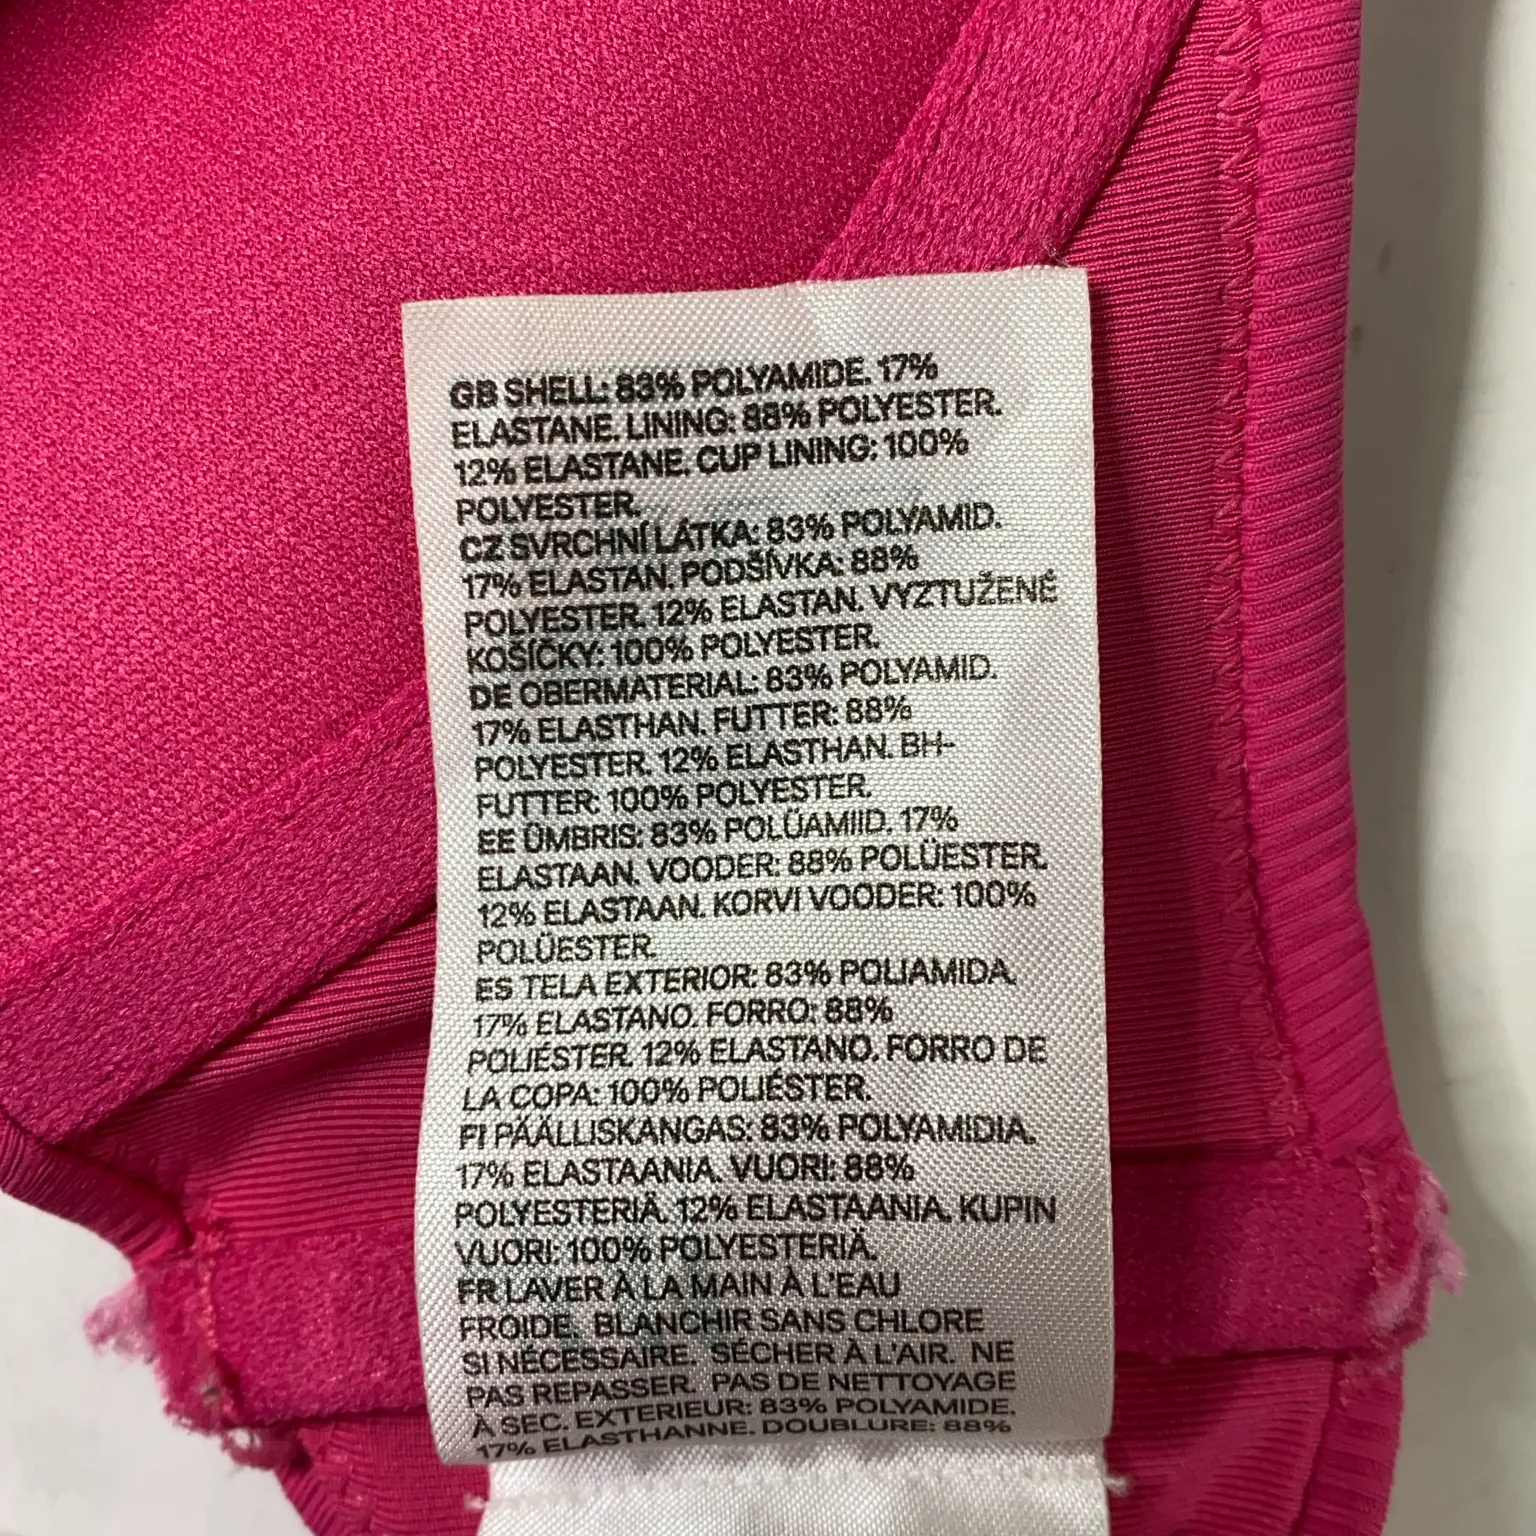 GB SHELL: 83% POLYAMIDE. 17%
ELASTANE. LINING: 88% POLYESTER.
12% ELASTANE. CUP LINING: 100%
POLYESTER.
CZ SVRCHNÍ LÁTKA: 83% POLYAMID.
17% ELASTAN. PODŠÍVKA: 88%
POLYESTER. 12% ELASTAN. VYZTUŽENÉ
KOŠÍČKY: 100% POLYESTER.
DE OBERMATERIAL: 83% POLYAMID.
17% ELASTHAN. FUTTER: 88%
POLYESTER. 12% ELASTHAN. BH-
FUTTER: 100% POLYESTER.
EE ÜMBRIS: 83% POLÜAMIID. 17%
ELASTAAN. VOODER: 88% POLÜESTER.
12% ELASTAAN. KORVI VOODER: 100%
POLÜESTER.
ES TELA EXTERIOR: 83% POLIAMIDA.
17% ELASTANO. FORRO: 88%
POLIÉSTER. 12% ELASTANO. FORRO DE
LA COPA: 100% POLIÉSTER.
FI PÄÄLLISKANGAS: 83% POLYAMIDIA.
17% ELASTAANIA. VUORI: 88%
POLYESTERIÄ. 12% ELASTAANIA. KUPIN
VUORI: 100% POLYESTERIÄ.
FR LAVER À LA MAIN À L'EAU
FROIDE. BLANCHIR SANS CHLORE
SI NÉCESSAIRE. SÉCHER À L'AIR. NE
PAS REPASSER. PAS DE NETTOYAGE
À SEC. EXTERIEUR: 83% POLYAMIDE.
17% ELASTHANNE. DOUBLURE: 88%